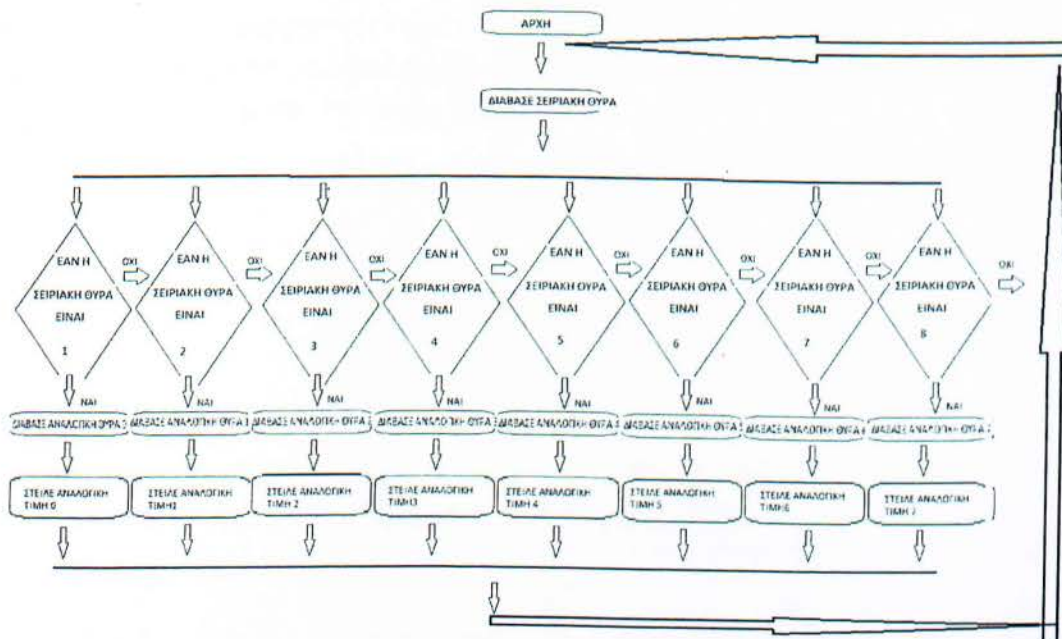 ΑΡΧΗ
ΔΙΑΒΑΣΕ ΣΕΙΡΙΑΚΗ ΘΥΡΑ
ΕΑΝ Η
ΣΕΙΡΙΑΚΗ ΘΥΡΑ
ΕΙΝΑΙ
1
ΟΧΙ
ΕΑΝ Η
ΣΕΙΡΙΑΚΗ ΘΥΡΑ
ΕΙΝΑΙ
2
ΟΧΙ
ΕΑΝ Η
ΣΕΙΡΙΑΚΗ ΘΥΡΑ
ΕΙΝΑΙ
3
ΟΧΙ
ΕΑΝ Η
ΣΕΙΡΙΑΚΗ ΘΥΡΑ
ΕΙΝΑΙ
4
ΟΧΙ
ΕΑΝ Η
ΣΕΙΡΙΑΚΗ ΘΥΡΑ
ΕΙΝΑΙ
5
ΟΧΙ
ΕΑΝ Η
ΣΕΙΡΙΑΚΗ ΘΥΡΑ
ΕΙΝΑΙ
6
ΟΧΙ
ΕΑΝ Η
ΣΕΙΡΙΑΚΗ ΘΥΡΑ
ΕΙΝΑΙ
7
ΟΧΙ
ΕΑΝ Η
ΣΕΙΡΙΑΚΗ ΘΥΡΑ
ΕΙΝΑΙ
8
ΟΧΙ
ΝΑΙ
ΝΑΙ
ΝΑΙ
ΝΑΙ
ΝΑΙ
ΝΑΙ
ΝΑΙ
ΝΑΙ
ΔΙΑΒΑΣΕ ΑΝΑΛΟΓΙΚΗ ΘΥΡΑ
ΔΙΑΒΑΣΕ ΑΝΑΛΟΓΙΚΗ ΘΥΡΑ 1
ΔΙΑΒΑΣΕ ΑΝΑΛΟΓΙΚΗ ΘΥΡΑ 2
ΔΙΑΒΑΣΕ ΑΝΑΛΟΓΙΚΗ ΘΥΡΑ
ΔΙΑΒΑΣΕ ΑΝΑΛΟΓΙΚΗ ΘΥΡΑ 4
ΔΙΑΒΑΣΕ ΑΝΑΛΟΓΙΚΗ ΘΥΡΑ 5
ΔΙΑΒΑΣΕ ΑΝΑΛΟΓΙΚΗ ΘΥΡΑ
ΔΙΑΒΑΣΕ ΑΝΑΛΟΓΙΚΗ ΘΥΡΑ
ΣΤΕΙΛΕ ΑΝΑΛΟΓΙΚΗ
ΤΙΜΗ 0
ΣΤΕΙΛΕ ΑΝΑΛΟΓΙΚΗ
ΤΙΜΗ1
ΣΤΕΙΛΕ ΑΝΑΛΟΓΙΚΗ
ΤΙΜΗ 2
ΣΤΕΙΛΕ ΑΝΑΛΟΓΙΚΗ
ΤΙΜΗ3
ΣΤΕΙΛΕ ΑΝΑΛΟΓΙΚΗ
ΤΙΜΗ 4
ΣΤΕΙΛΕ ΑΝΑΛΟΓΙΚΗ
ΤΙΜΗ 5
ΣΤΕΙΛΕ ΑΝΑΛΟΓΙΚΗ
ΤΙΜΗ6
ΣΤΕΙΛΕ ΑΝΑΛΟΓΙΚΗ
ΤΙΜΗ 7